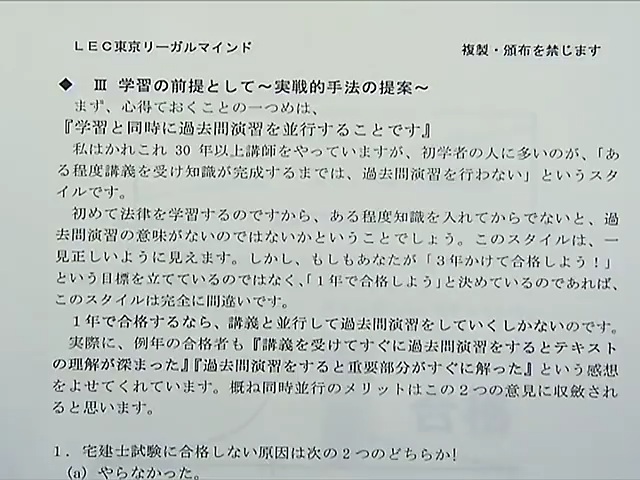 LEC東京リーガルマインド
複製・頒布を禁じます
◆ Ⅲ 学習の前提として～実戦的手法の提案～
まず、心得ておくことの一つめは、
『学習と同時に過去問演習を並行することです』
私はかれこれ 30 年以上講師をやっていますが、初学者の人に多いのが、「あ
る程度講義を受け知識が完成するまでは、過去問演習を行わない」というスタ
イルです。
初めて法律を学習するのですから、ある程度知識を入れてからでないと、過
去問演習の意味がないのではないかということでしょう。このスタイルは、一
見正しいように見えます。しかし、もしもあなたが「３年かけて合格しよう！」
という目標を立てているのではなく、「１年で合格しよう」と決めているのであれば、
このスタイルは完全に間違いです。
１年で合格するなら、講義と並行して過去問演習をしていくしかないのです。
実際に、例年の合格者も『講義を受けてすぐに過去問演習をするとテキスト
の理解が深まった』『過去問演習をすると重要部分がすぐに解った』という感想
をよせてくれています。概ね同時並行のメリットはこの２つの意見に収斂され
ると思います。
１．宅建士試験に合格しない原因は次の２つのどちらか!
(a) やらなかった。